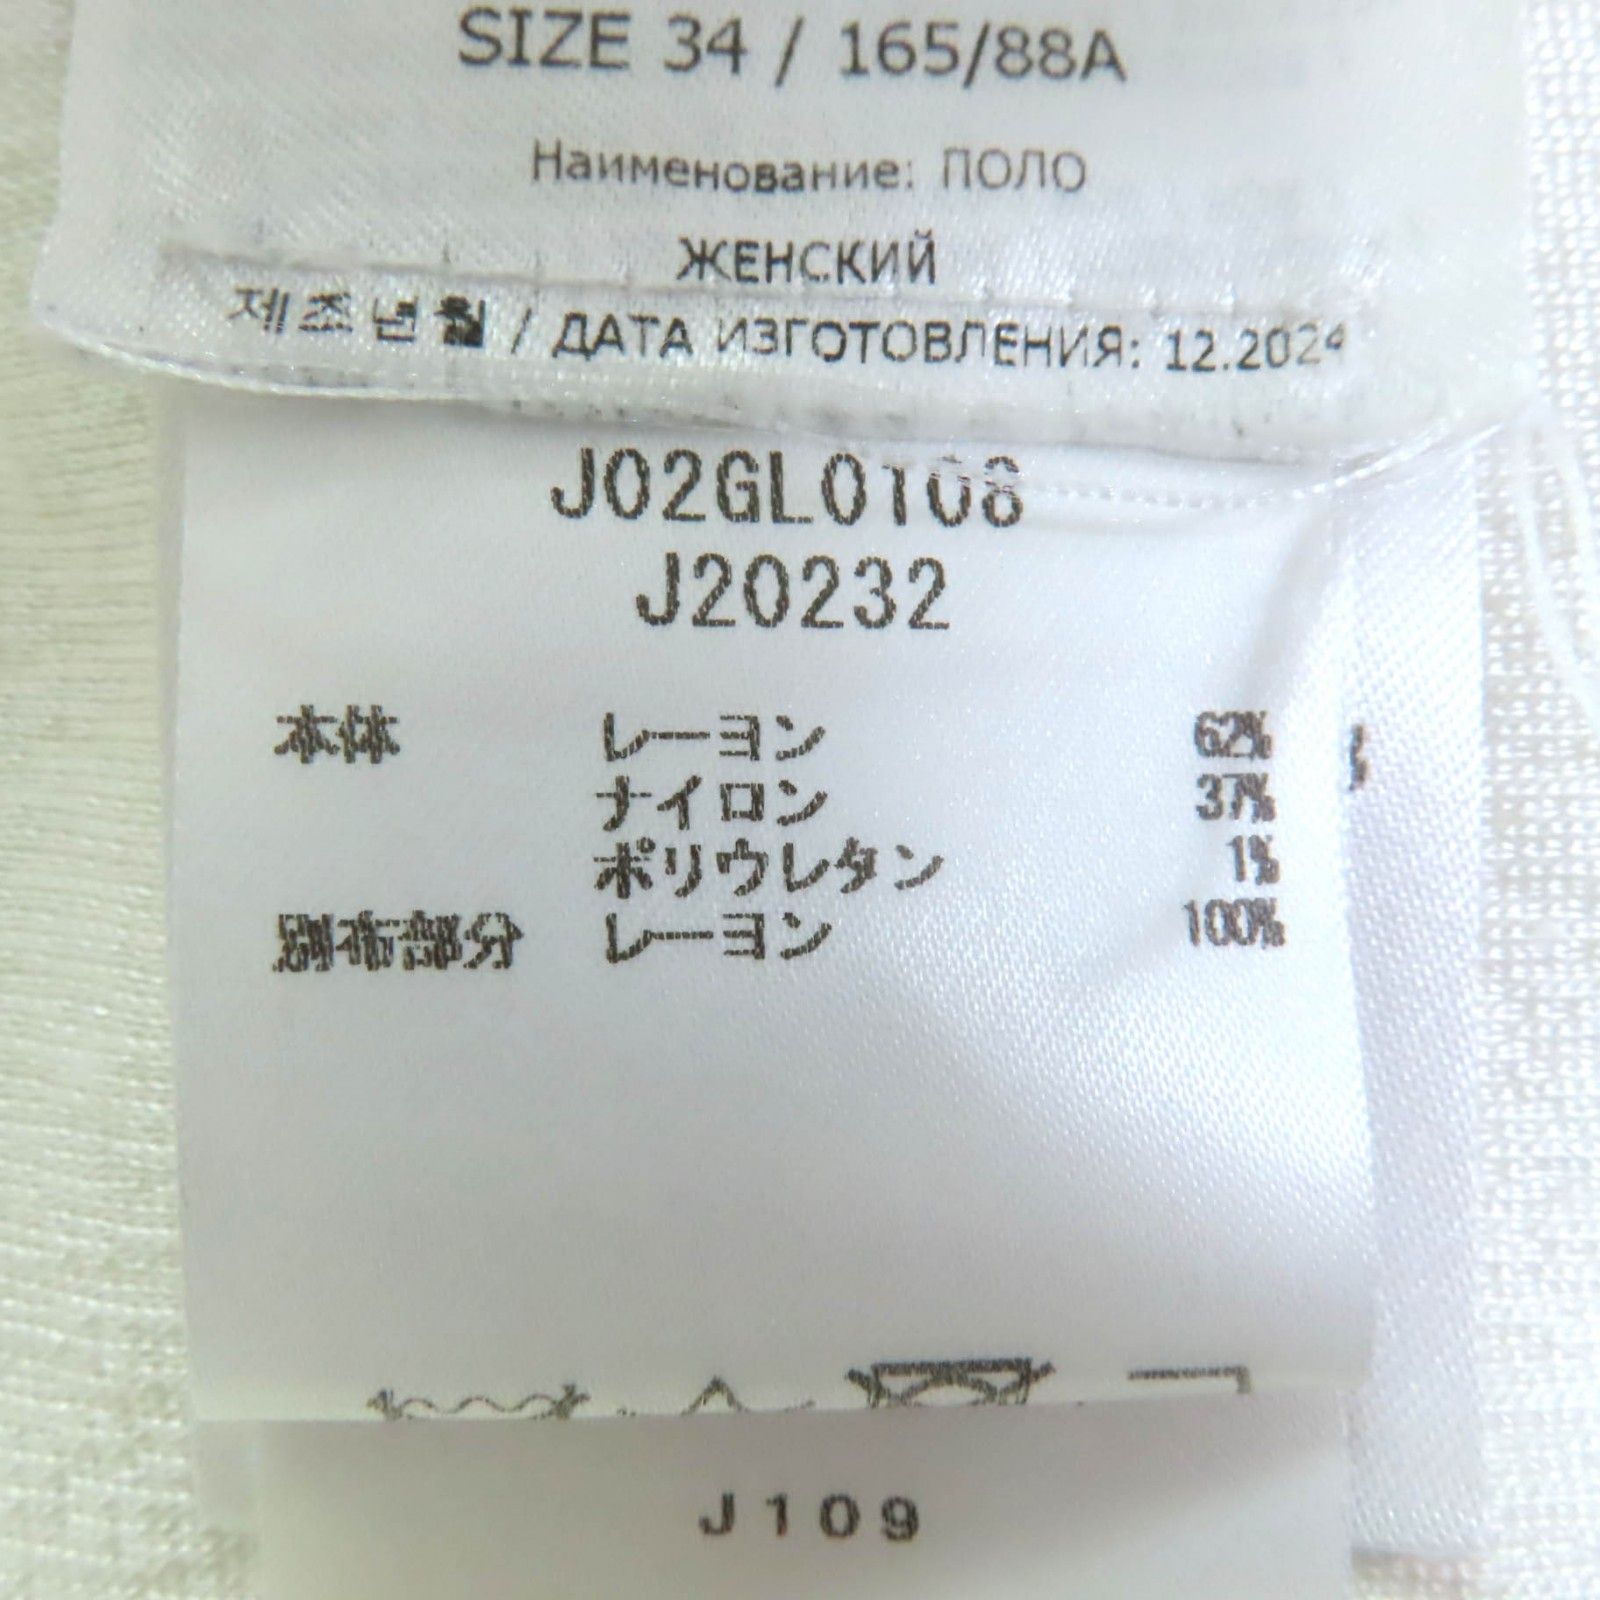 SIZE 34 / 165/88A
Наименование: ПОЛО
ЖЕНСКИЙ
제조년월 / ДАТА ИЗГОТОВЛЕНИЯ: 12.2024
J02GL0108
J20232
本体 レーヨン 62%
ナイロン 37%
ポリウレタン 1%
別布部分 レーヨン 100%
J109